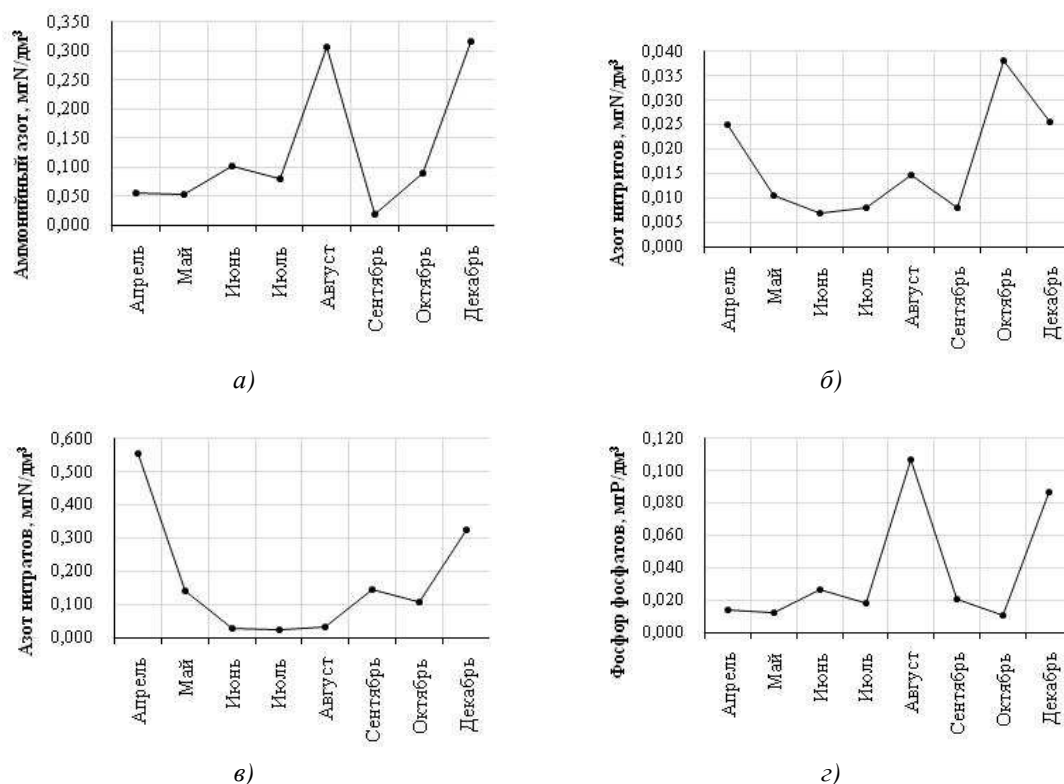 Аммонийный азот, мгN/дм³
0,350
0,300
0,250
0,200
0,150
0,100
0,050
0,000
Апрель
Май
Июнь
Июль
Август
Сентябрь
Октябрь
Декабрь
а)
Азот нитритов, мгN/дм³
0,040
0,035
0,030
0,025
0,020
0,015
0,010
0,005
0,000
Апрель
Май
Июнь
Июль
Август
Сентябрь
Октябрь
Декабрь
б)
Азот нитратов, мгN/дм³
0,600
0,500
0,400
0,300
0,200
0,100
0,000
Апрель
Май
Июнь
Июль
Август
Сентябрь
Октябрь
Декабрь
в)
Фосфор фосфатов, мгP/дм³
0,120
0,100
0,080
0,060
0,040
0,020
0,000
Апрель
Май
Июнь
Июль
Август
Сентябрь
Октябрь
Декабрь
г)